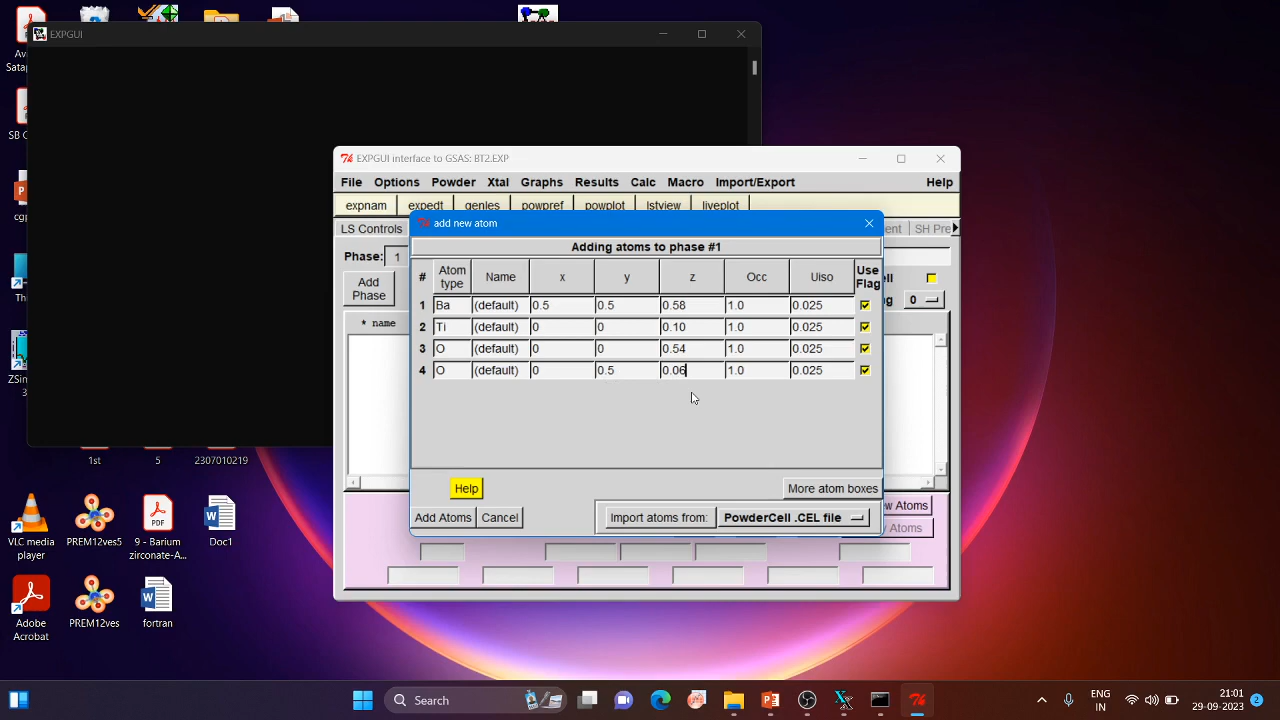 EXPGUI
EXPGUI interface to GSAS: BT2.EXP
File Options Powder Xtal Graphs Results Calc Macro Import/Export Help
expnam expedt genles powpref powplot lstview liveplot
LS Controls
SH Pre
Phase: 1
Add
Phase
* name
add new atom
Adding atoms to phase #1
# Atom type Name x y z Occ Uiso Use Flag
1 Ba (default) 0.5 0.5 0.58 1.0 0.025
2 Ti (default) 0 0 0.10 1.0 0.025
3 O (default) 0 0 0.54 1.0 0.025
4 O (default) 0 0.5 0.06 1.0 0.025
Help
More atom boxes
Add Atoms Cancel
Import atoms from: PowderCell .CEL file
0
1st
5
2307010219
VLC media
player
PREM12ves
9 - Barium
zirconate-A...
Doc1
Adobe
Acrobat
PREM12ves
fortran
Search
ENG
IN
21:01
29-09-2023
2